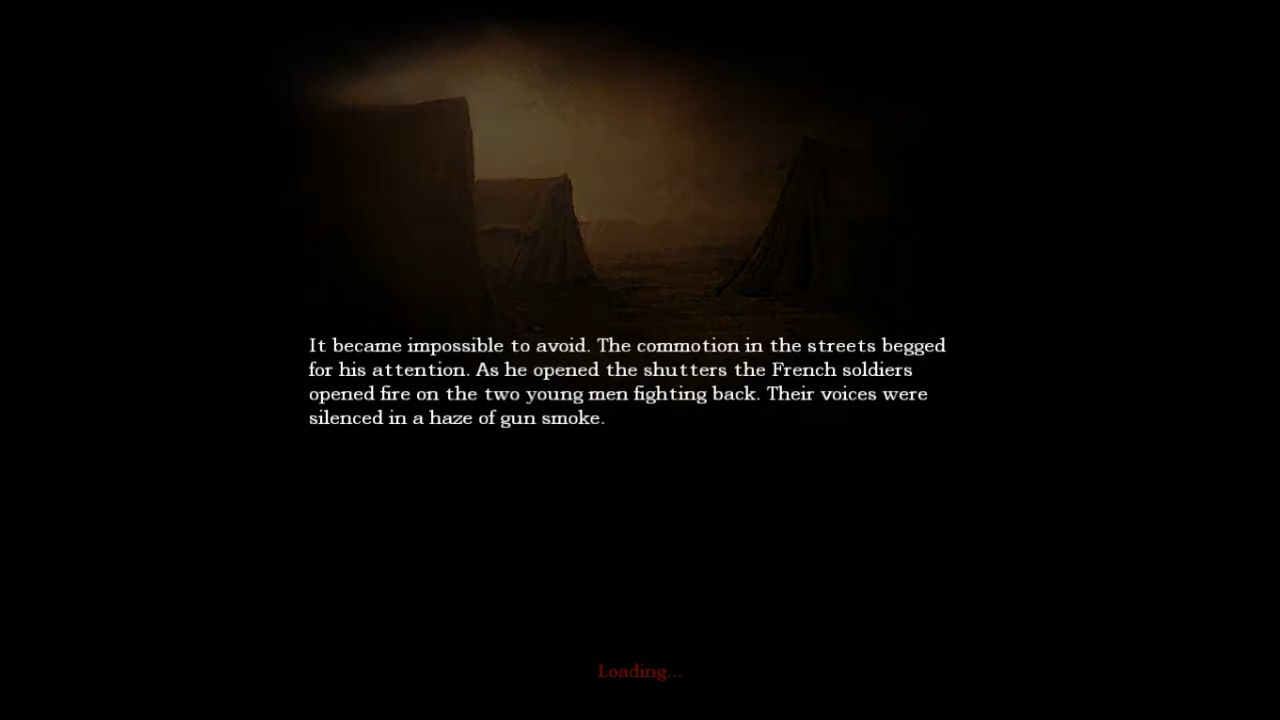 It became impossible to avoid. The commotion in the streets begged
for his attention. As he opened the shutters the French soldiers
opened fire on the two young men fighting back. Their voices were
silenced in a haze of gun smoke.
Loading...